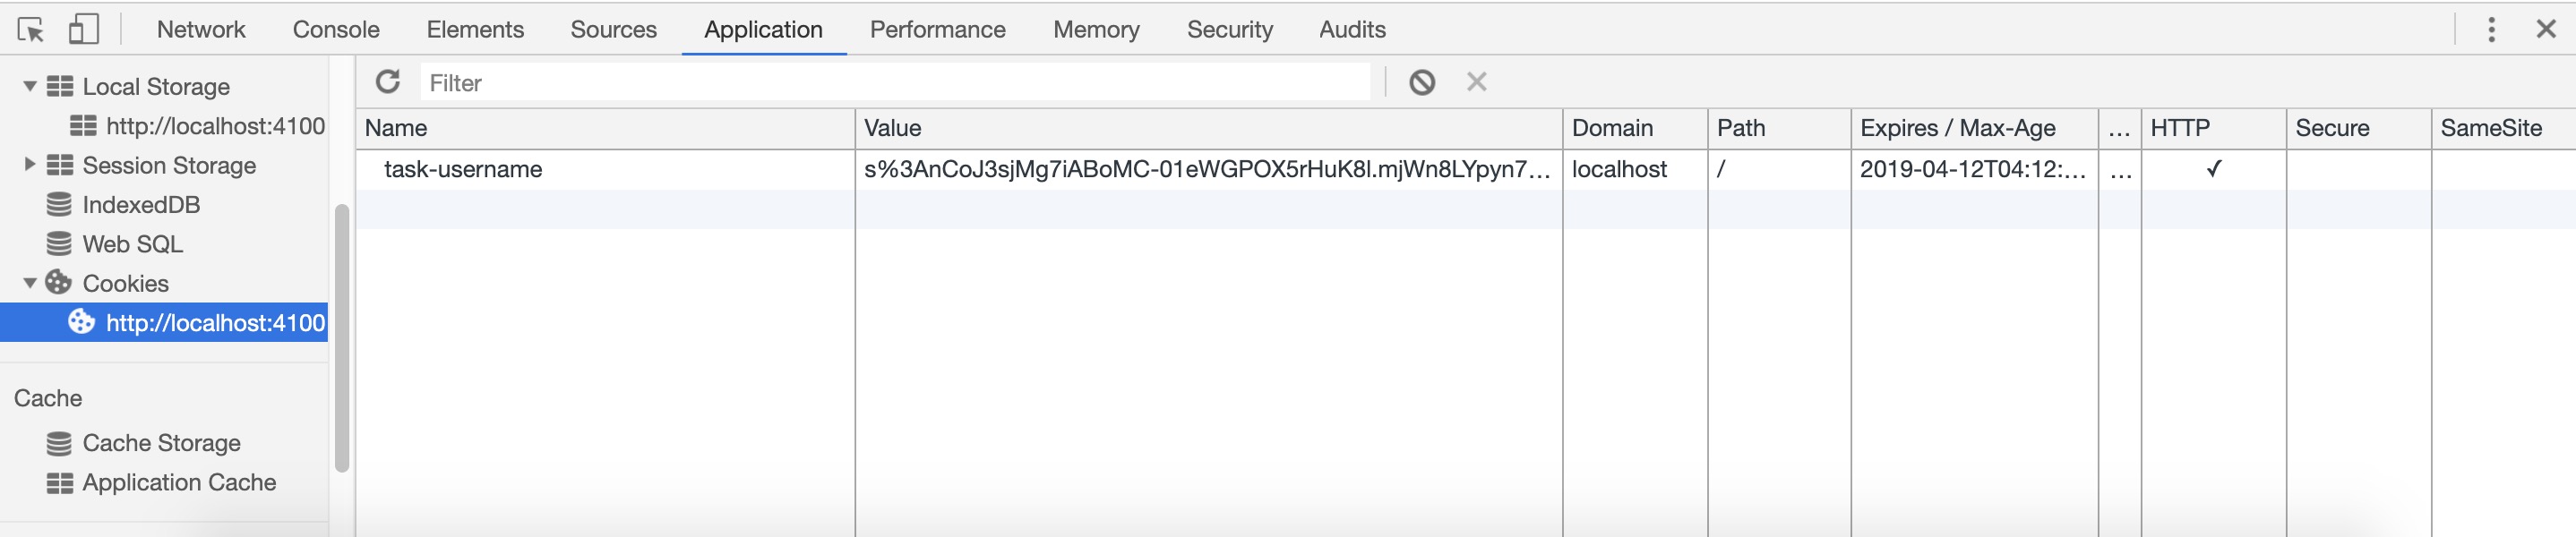 Network Console Elements Sources Application Performance Memory Security Audits
Local Storage
http://localhost:4100
Session Storage
IndexedDB
Web SQL
Cookies
http://localhost:4100
Cache
Cache Storage
Application Cache
Filter
Name Value Domain Path Expires / Max-Age ... HTTP Secure SameSite
task-username s%3AnCoJ3sjMg7iABoMC-01eWGPOX5rHuK8l.mjWn8LYpyn7... localhost / 2019-04-12T04:12:... ... ✓